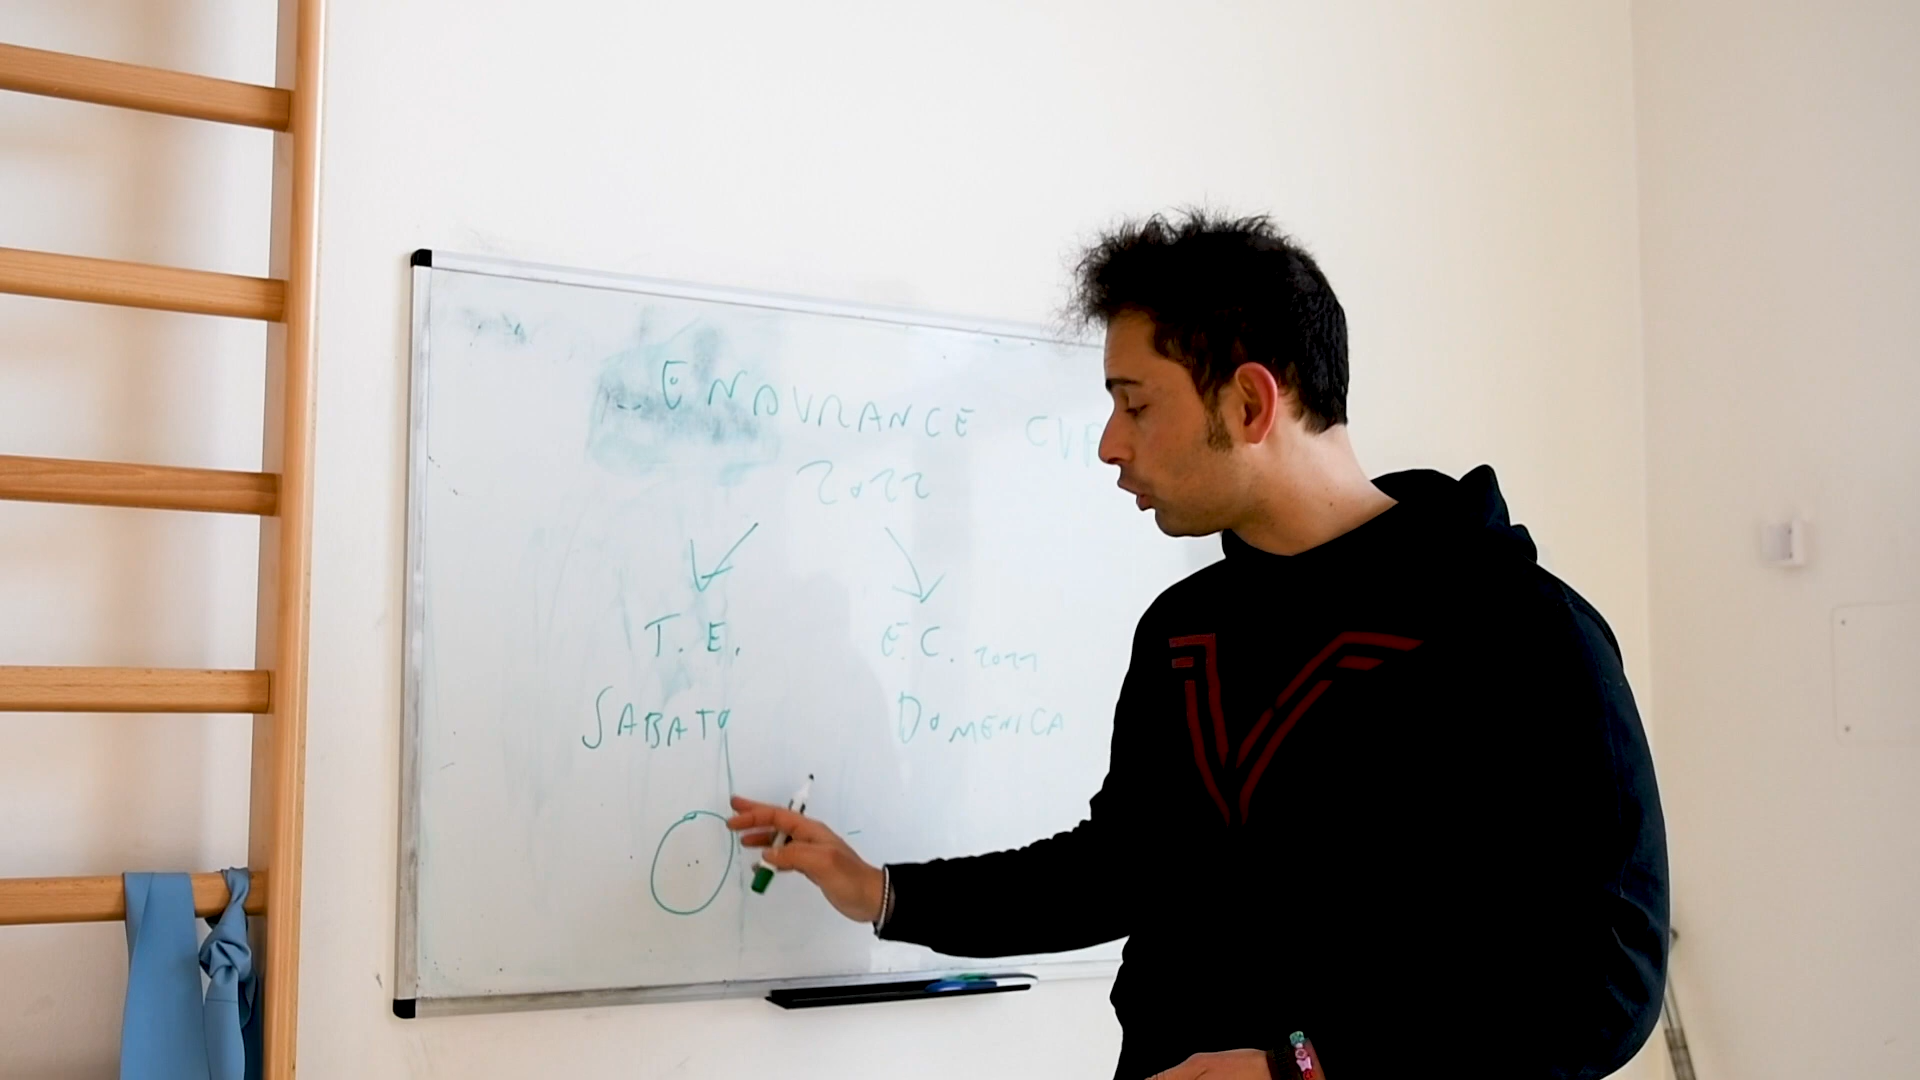 ENDURANCE CUP
2022
T. E.
E. C. 2022
SABATO
DOMENICA